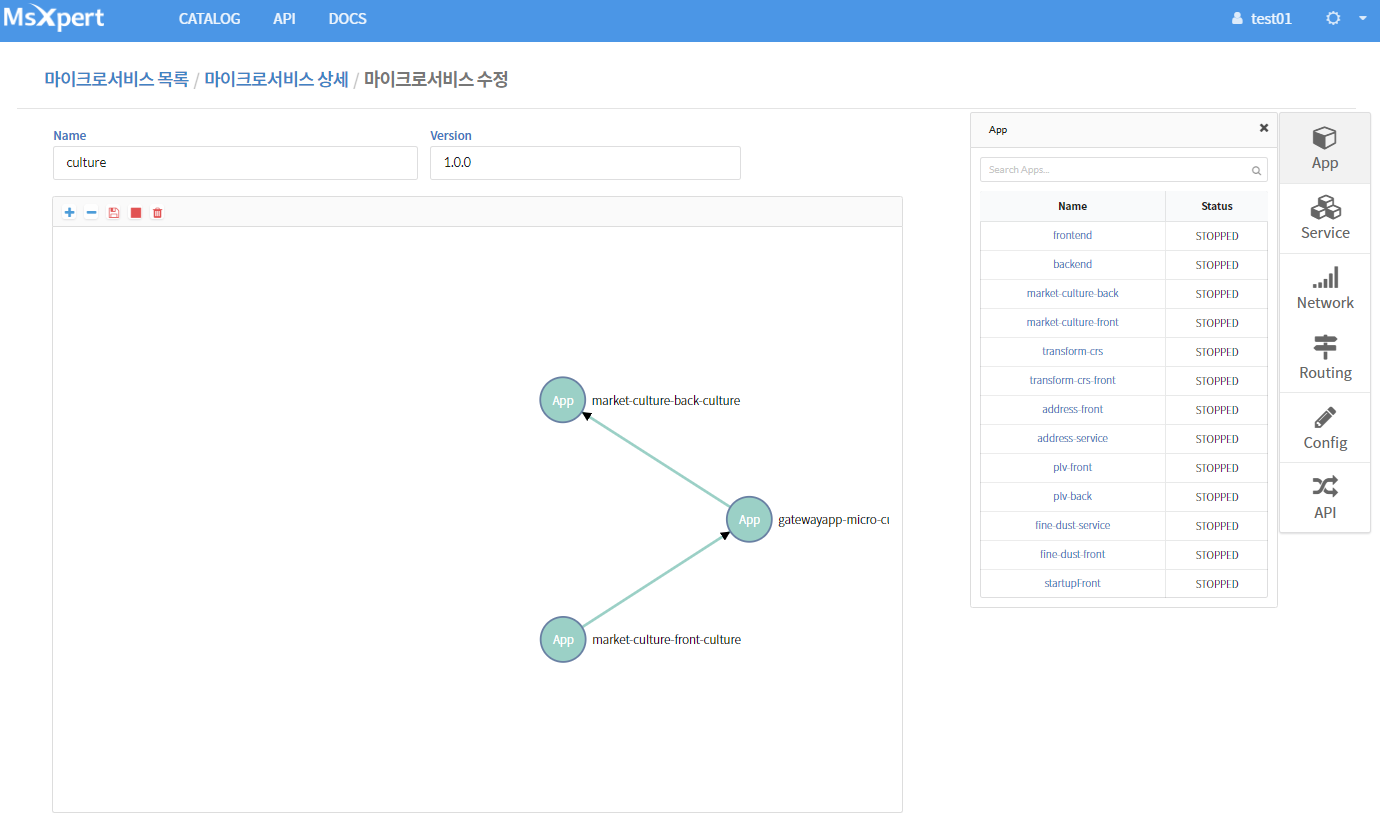 MsXpert CATALOG API DOCS test01
마이크로서비스 목록 / 마이크로서비스 상세 / 마이크로서비스 수정
Name Version
culture 1.0.0
App market-culture-back-culture
App gatewayapp-micro-cu
App market-culture-front-culture
App
Search Apps...
Name Status
frontend STOPPED
backend STOPPED
market-culture-back STOPPED
market-culture-front STOPPED
transform-crs STOPPED
transform-crs-front STOPPED
address-front STOPPED
address-service STOPPED
plv-front STOPPED
plv-back STOPPED
fine-dust-service STOPPED
fine-dust-front STOPPED
startupFront STOPPED
App
Service
Network
Routing
Config
API